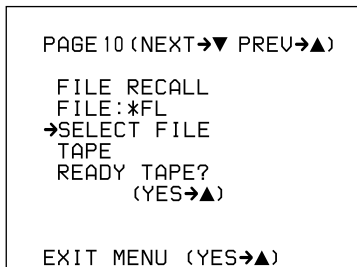 PAGE 10 (NEXT➔▼ PREV➔▲)
FILE RECALL
FILE:*FL
➔SELECT FILE
TAPE
READY TAPE?
(YES➔▲)
EXIT MENU (YES➔▲)